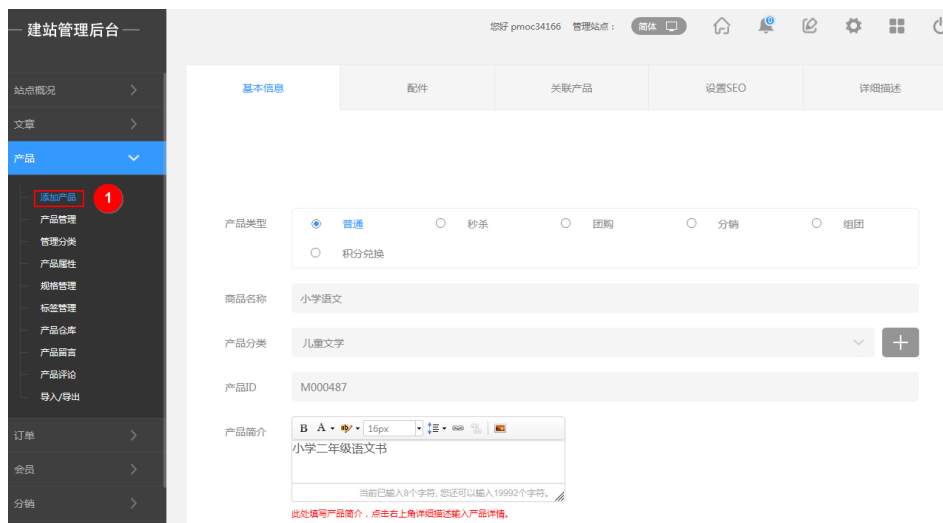 建站管理后台
您好 pmoc34166 管理站点： 简体
站点概况
文章
产品
添加产品 1
产品管理
管理分类
产品属性
规格管理
标签管理
产品仓库
产品留言
产品评论
导入/导出
订单
会员
分销
基本信息 配件 关联产品 设置SEO 详细描述
产品类型 普通 秒杀 团购 分销 组团
积分兑换
商品名称 小学语文
产品分类 儿童文学
产品ID M000487
产品简介 B A ab 16px
小学二年级语文书
当前已输入8个字符, 您还可以输入19992个字符。
此处填写产品简介，点击右上角详细描述输入产品详情。